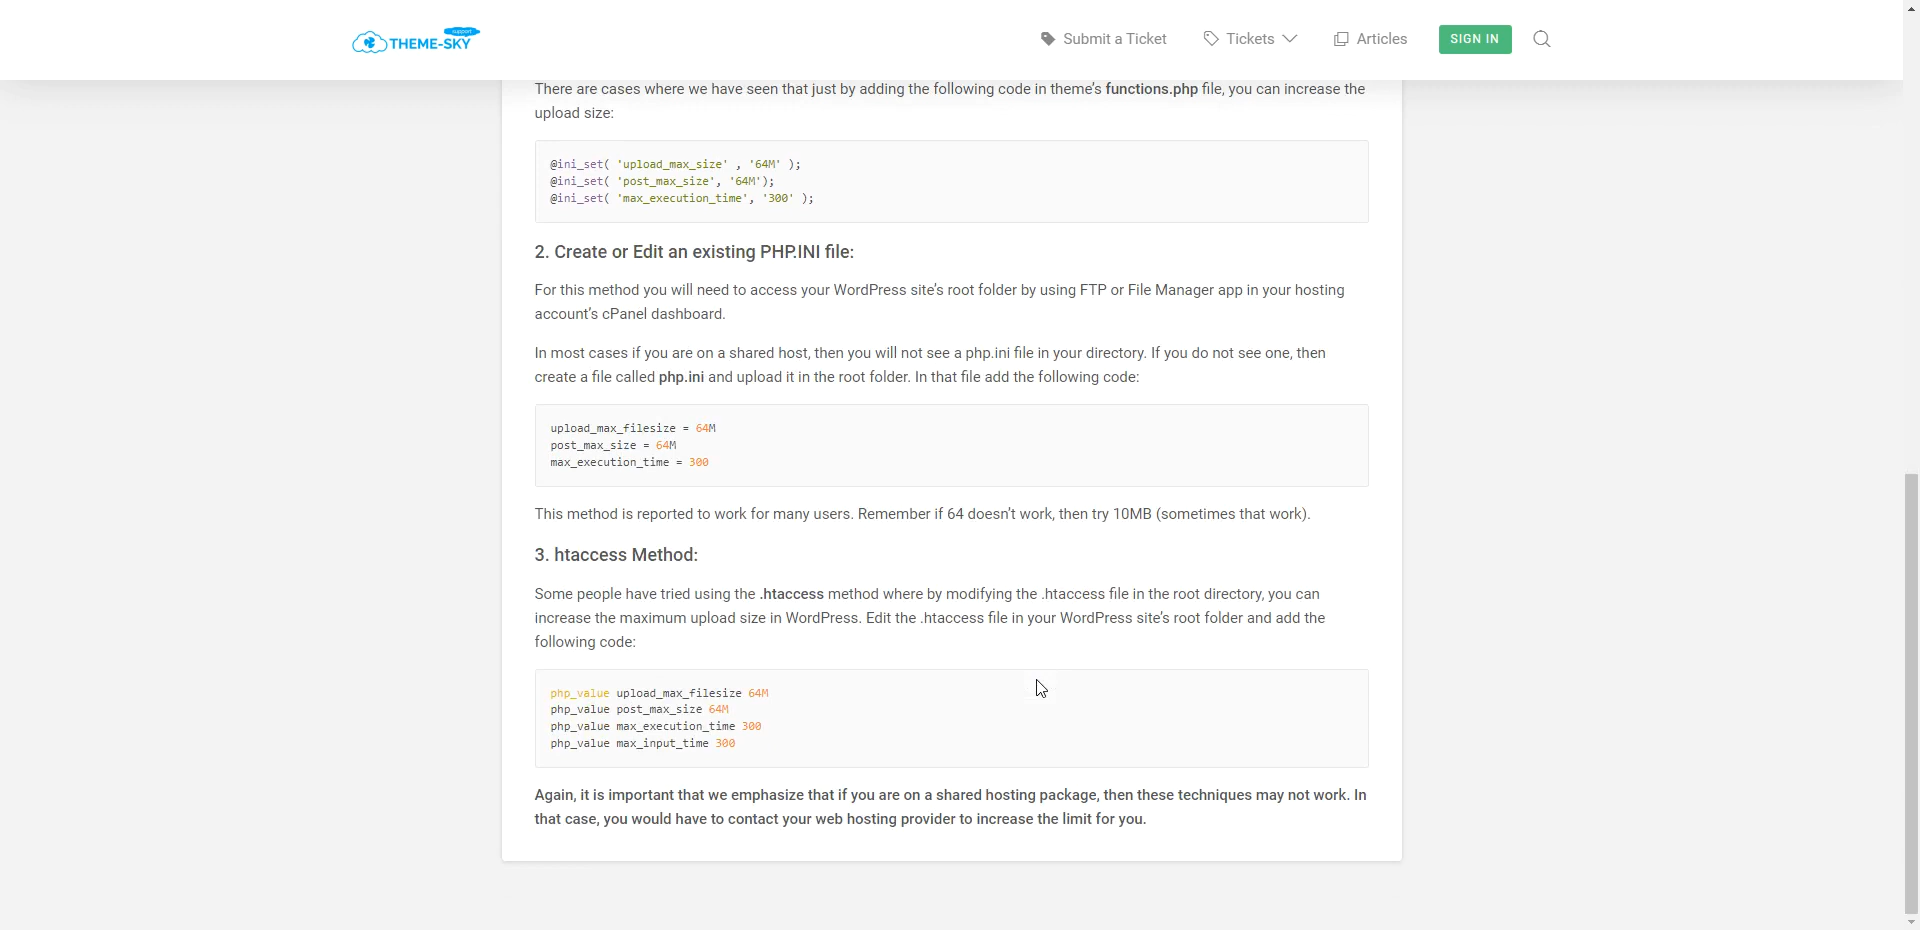 support
THEME-SKY
Submit a Ticket
Tickets
Articles
SIGN IN
There are cases where we have seen that just by adding the following code in theme's functions.php file, you can increase the
upload size:
@ini_set( 'upload_max_size' , '64M' );
@ini_set( 'post_max_size', '64M');
@ini_set( 'max_execution_time', '300' );
2. Create or Edit an existing PHP.INI file:
For this method you will need to access your WordPress site's root folder by using FTP or File Manager app in your hosting
account's cPanel dashboard.
In most cases if you are on a shared host, then you will not see a php.ini file in your directory. If you do not see one, then
create a file called php.ini and upload it in the root folder. In that file add the following code:
upload_max_filesize = 64M
post_max_size = 64M
max_execution_time = 300
This method is reported to work for many users. Remember if 64 doesn't work, then try 10MB (sometimes that work).
3. htaccess Method:
Some people have tried using the .htaccess method where by modifying the .htaccess file in the root directory, you can
increase the maximum upload size in WordPress. Edit the .htaccess file in your WordPress site's root folder and add the
following code:
php_value upload_max_filesize 64M
php_value post_max_size 64M
php_value max_execution_time 300
php_value max_input_time 300
Again, it is important that we emphasize that if you are on a shared hosting package, then these techniques may not work. In
that case, you would have to contact your web hosting provider to increase the limit for you.